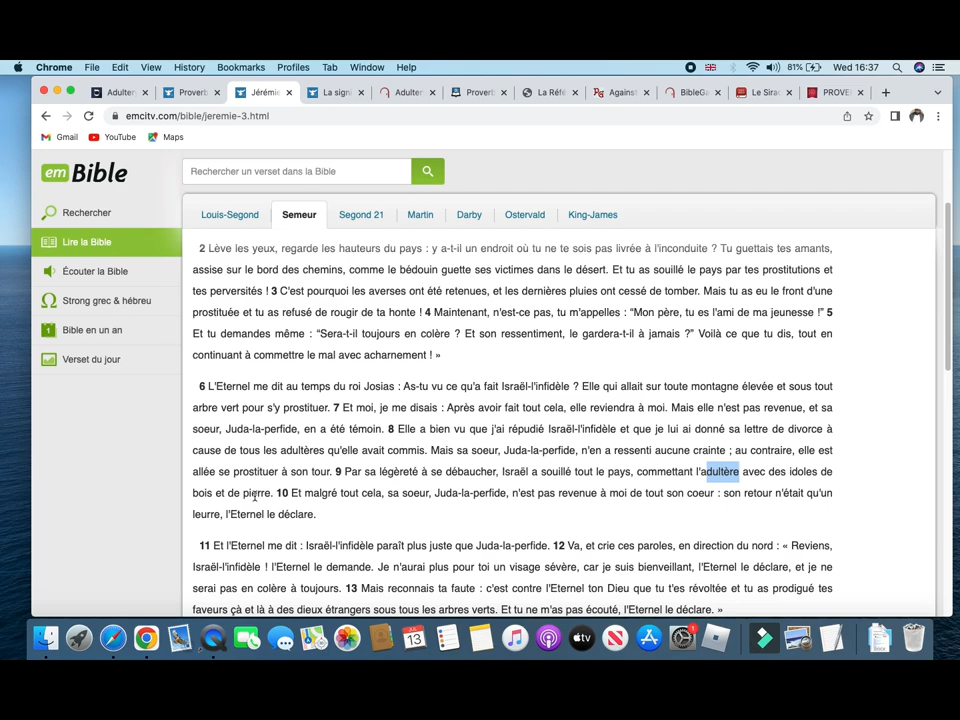 Chrome File Edit View History Bookmarks Profiles Tab Window Help 81% Wed 16:37
Adulter Proverb Jérémie La signi Adulter Proverb La Réfé Against BibleGa Le Sirac PROVE
emcitv.com/bible/jeremie-3.html
Gmail YouTube Maps
em Bible
Rechercher un verset dans la Bible
Rechercher
Lire la Bible
Écouter la Bible
Strong grec & hébreu
1 Bible en un an
Verset du jour
Louis-Segond Semeur Segond 21 Martin Darby Ostervald King-James
2 Lève les yeux, regarde les hauteurs du pays : y a-t-il un endroit où tu ne te sois pas livrée à l'inconduite ? Tu guettais tes amants,
assise sur le bord des chemins, comme le bédouin guette ses victimes dans le désert. Et tu as souillé le pays par tes prostitutions et
tes perversités ! 3 C'est pourquoi les averses ont été retenues, et les dernières pluies ont cessé de tomber. Mais tu as eu le front d'une
prostituée et tu as refusé de rougir de ta honte ! 4 Maintenant, n'est-ce pas, tu m'appelles : “Mon père, tu es l'ami de ma jeunesse !” 5
Et tu demandes même : “Sera-t-il toujours en colère ? Et son ressentiment, le gardera-t-il à jamais ?” Voilà ce que tu dis, tout en
continuant à commettre le mal avec acharnement ! »
6 L'Eternel me dit au temps du roi Josias : As-tu vu ce qu'a fait Israël-l'infidèle ? Elle qui allait sur toute montagne élevée et sous tout
arbre vert pour s'y prostituer. 7 Et moi, je me disais : Après avoir fait tout cela, elle reviendra à moi. Mais elle n'est pas revenue, et sa
soeur, Juda-la-perfide, en a été témoin. 8 Elle a bien vu que j'ai répudié Israël-l'infidèle et que je lui ai donné sa lettre de divorce à
cause de tous les adultères qu'elle avait commis. Mais sa soeur, Juda-la-perfide, n'en a ressenti aucune crainte ; au contraire, elle est
allée se prostituer à son tour. 9 Par sa légèreté à se débaucher, Israël a souillé tout le pays, commettant l'adultère avec des idoles de
bois et de pierre. 10 Et malgré tout cela, sa soeur, Juda-la-perfide, n'est pas revenue à moi de tout son coeur : son retour n'était qu'un
leurre, l'Eternel le déclare.
11 Et l'Eternel me dit : Israël-l'infidèle paraît plus juste que Juda-la-perfide. 12 Va, et crie ces paroles, en direction du nord : « Reviens,
Israël-l'infidèle ! l'Eternel le demande. Je n'aurai plus pour toi un visage sévère, car je suis bienveillant, l'Eternel le déclare, et je ne
serai pas en colère à toujours. 13 Mais reconnais ta faute : c'est contre l'Eternel ton Dieu que tu t'es révoltée et tu as prodigué tes
faveurs çà et là à des dieux étrangers sous tous les arbres verts. Et tu ne m'as pas écouté, l'Eternel le déclare. »
13 tv N 1